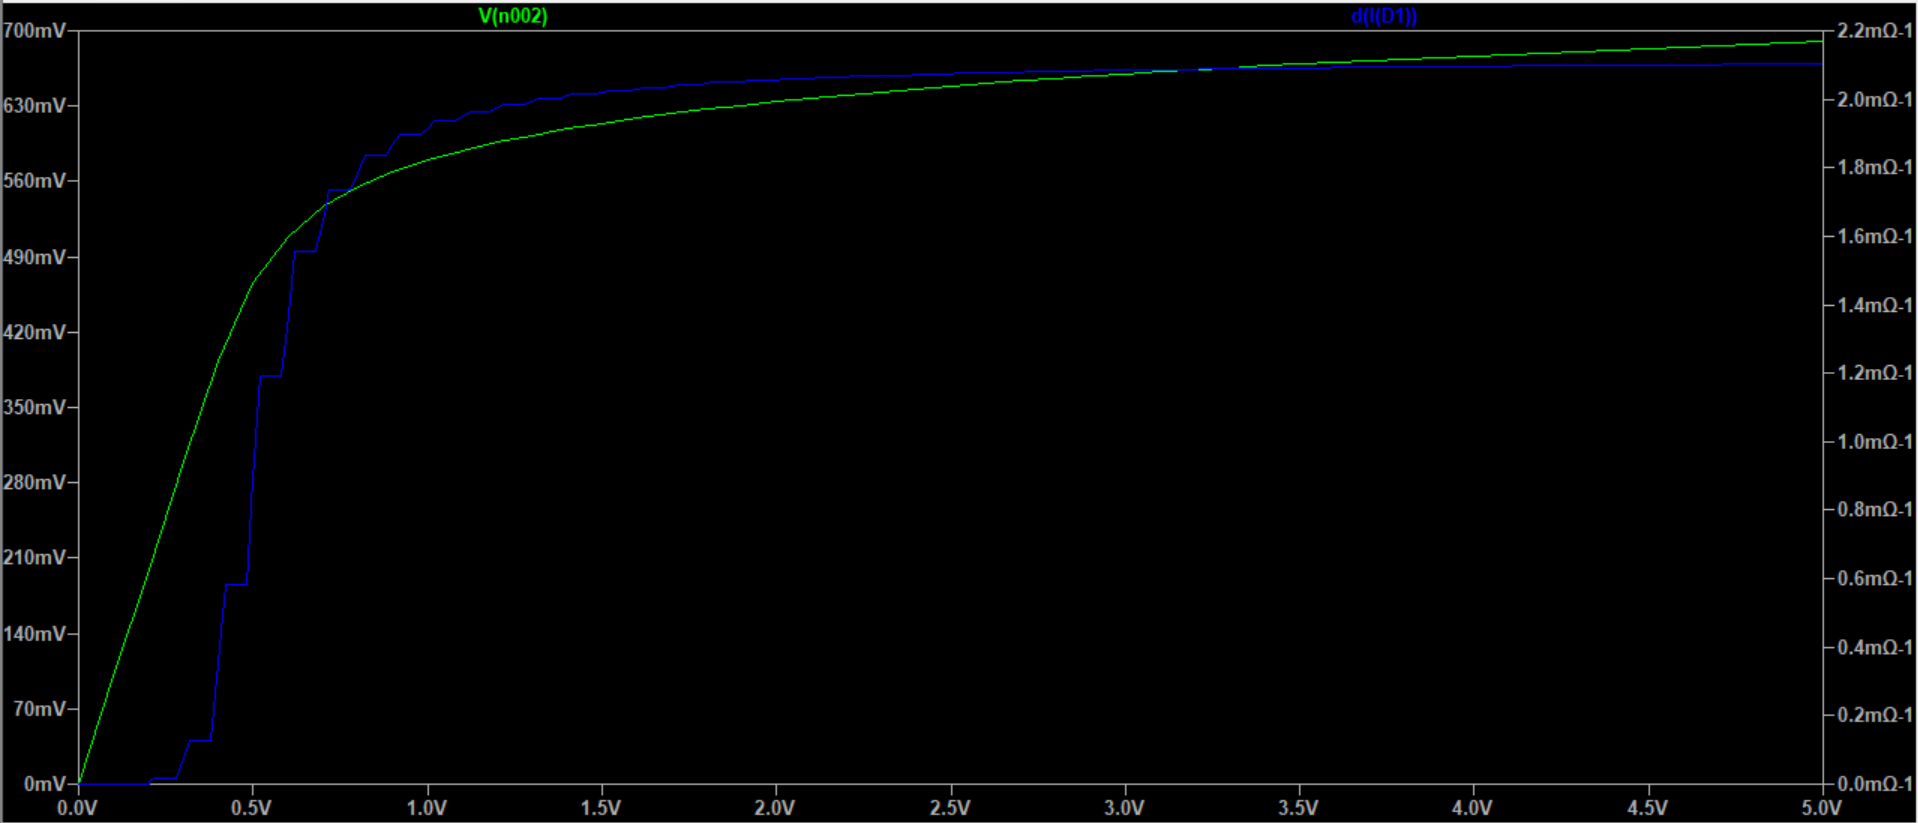 V(n002) d(I(D1))
700mV 2.2mΩ-1
630mV 2.0mΩ-1
560mV 1.8mΩ-1
490mV 1.6mΩ-1
420mV 1.4mΩ-1
350mV 1.2mΩ-1
280mV 1.0mΩ-1
210mV 0.8mΩ-1
140mV 0.6mΩ-1
70mV 0.4mΩ-1
0mV 0.2mΩ-1
0.0mΩ-1
0.0V 0.5V 1.0V 1.5V 2.0V 2.5V 3.0V 3.5V 4.0V 4.5V 5.0V